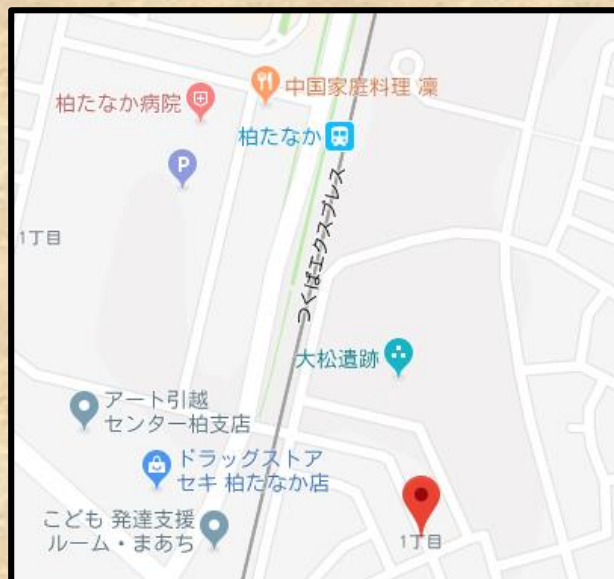 中国家庭料理 凜
柏たなか病院
柏たなか
P
つくばエクスプレス
1丁目
大松遺跡
アート引越
センター柏支店
ドラッグストア
セキ 柏たなか店
こども 発達支援
ルーム・まあち
1丁目